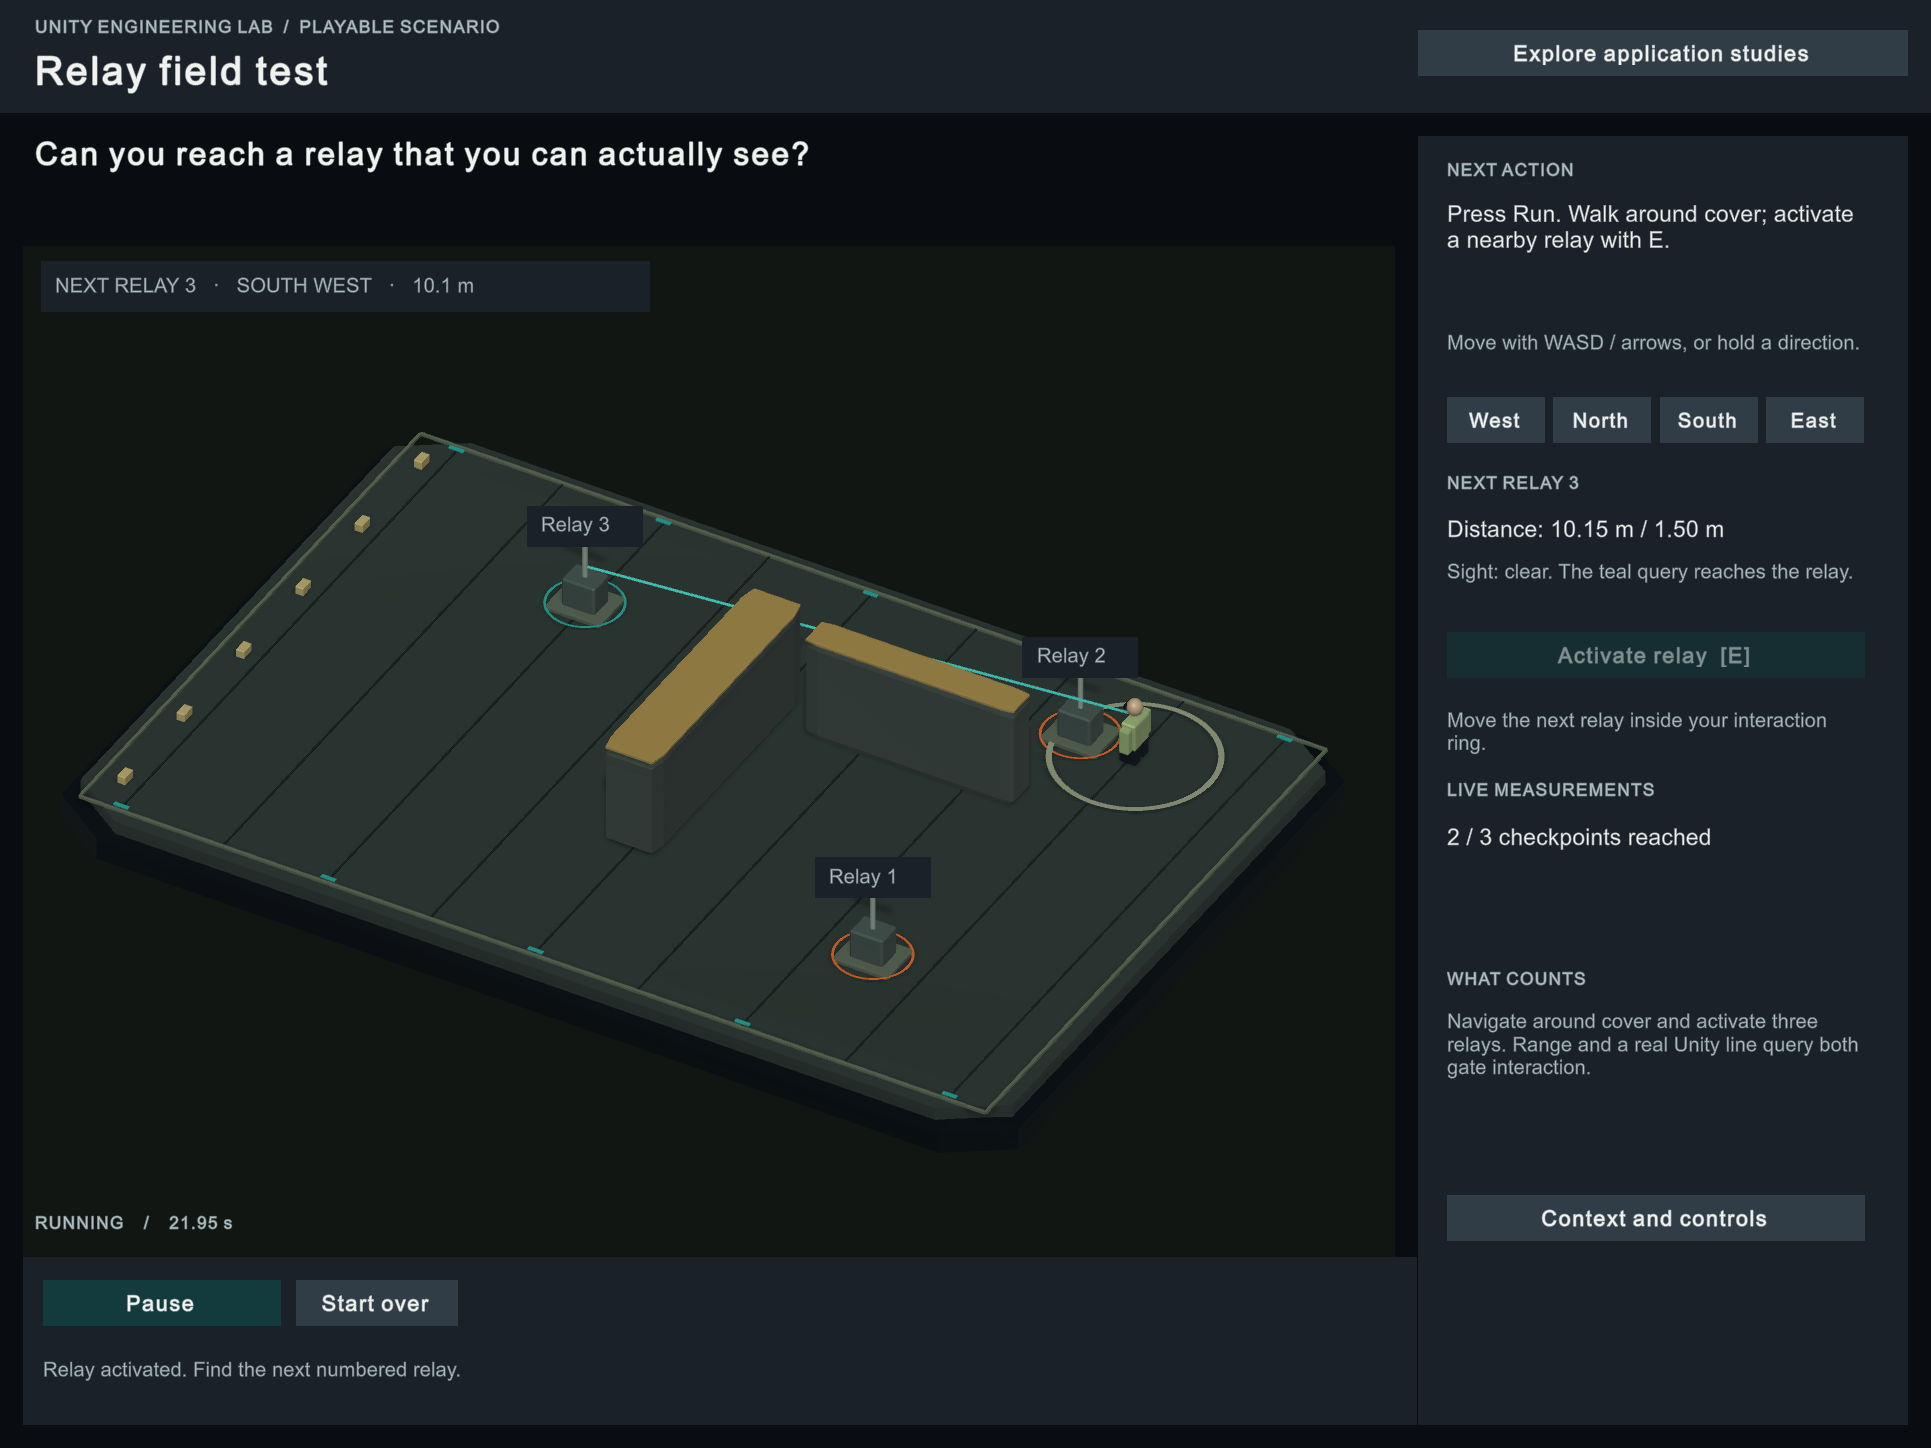 UNITY ENGINEERING LAB / PLAYABLE SCENARIO
Relay field test
Explore application studies
Can you reach a relay that you can actually see?
NEXT RELAY 3 · SOUTH WEST · 10.1 m
Relay 3
Relay 2
Relay 1
RUNNING / 21.95 s
Pause
Start over
Relay activated. Find the next numbered relay.
NEXT ACTION
Press Run. Walk around cover; activate
a nearby relay with E.
Move with WASD / arrows, or hold a direction.
West
North
South
East
NEXT RELAY 3
Distance: 10.15 m / 1.50 m
Sight: clear. The teal query reaches the relay.
Activate relay [E]
Move the next relay inside your interaction
ring.
LIVE MEASUREMENTS
2 / 3 checkpoints reached
WHAT COUNTS
Navigate around cover and activate three
relays. Range and a real Unity line query both
gate interaction.
Context and controls